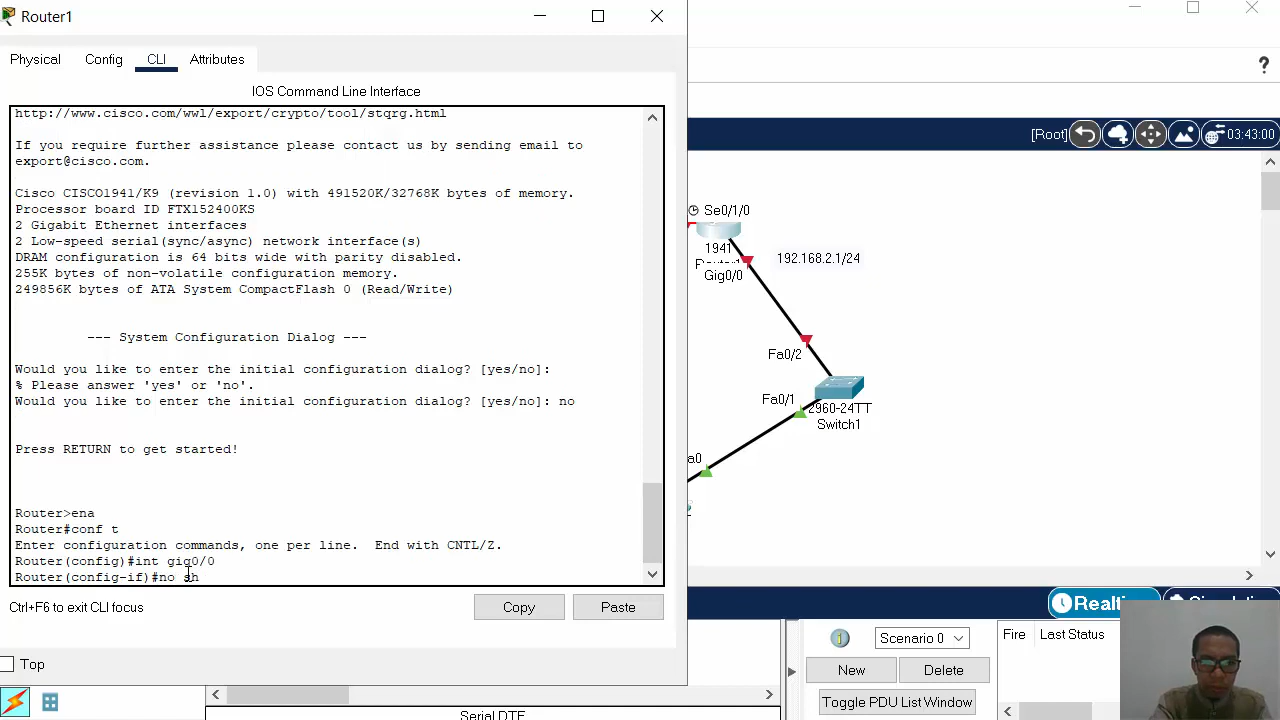 Router1
Physical
Config
CLI
Attributes
IOS Command Line Interface
http://www.cisco.com/wwl/export/crypto/tool/stqrg.html
If you require further assistance please contact us by sending email to
export@cisco.com.
Cisco CISCO1941/K9 (revision 1.0) with 491520K/32768K bytes of memory.
Processor board ID FTX152400KS
2 Gigabit Ethernet interfaces
2 Low-speed serial(sync/async) network interface(s)
DRAM configuration is 64 bits wide with parity disabled.
255K bytes of non-volatile configuration memory.
249856K bytes of ATA System CompactFlash 0 (Read/Write)
--- System Configuration Dialog ---
Would you like to enter the initial configuration dialog? [yes/no]:
% Please answer 'yes' or 'no'.
Would you like to enter the initial configuration dialog? [yes/no]: no
Press RETURN to get started!
Router>ena
Router#conf t
Enter configuration commands, one per line.  End with CNTL/Z.
Router(config)#int gig0/0
Router(config-if)#no sh
Ctrl+F6 to exit CLI focus
Copy
Paste
Top
?
[Root]
03:43:00
Se0/1/0
1941
Gig0/0
192.168.2.1/24
Fa0/2
Fa0/1
2960-24TT
Switch1
a0
Scenario 0
Fire
Last Status
New
Delete
Toggle PDU List Window
Serial DTE